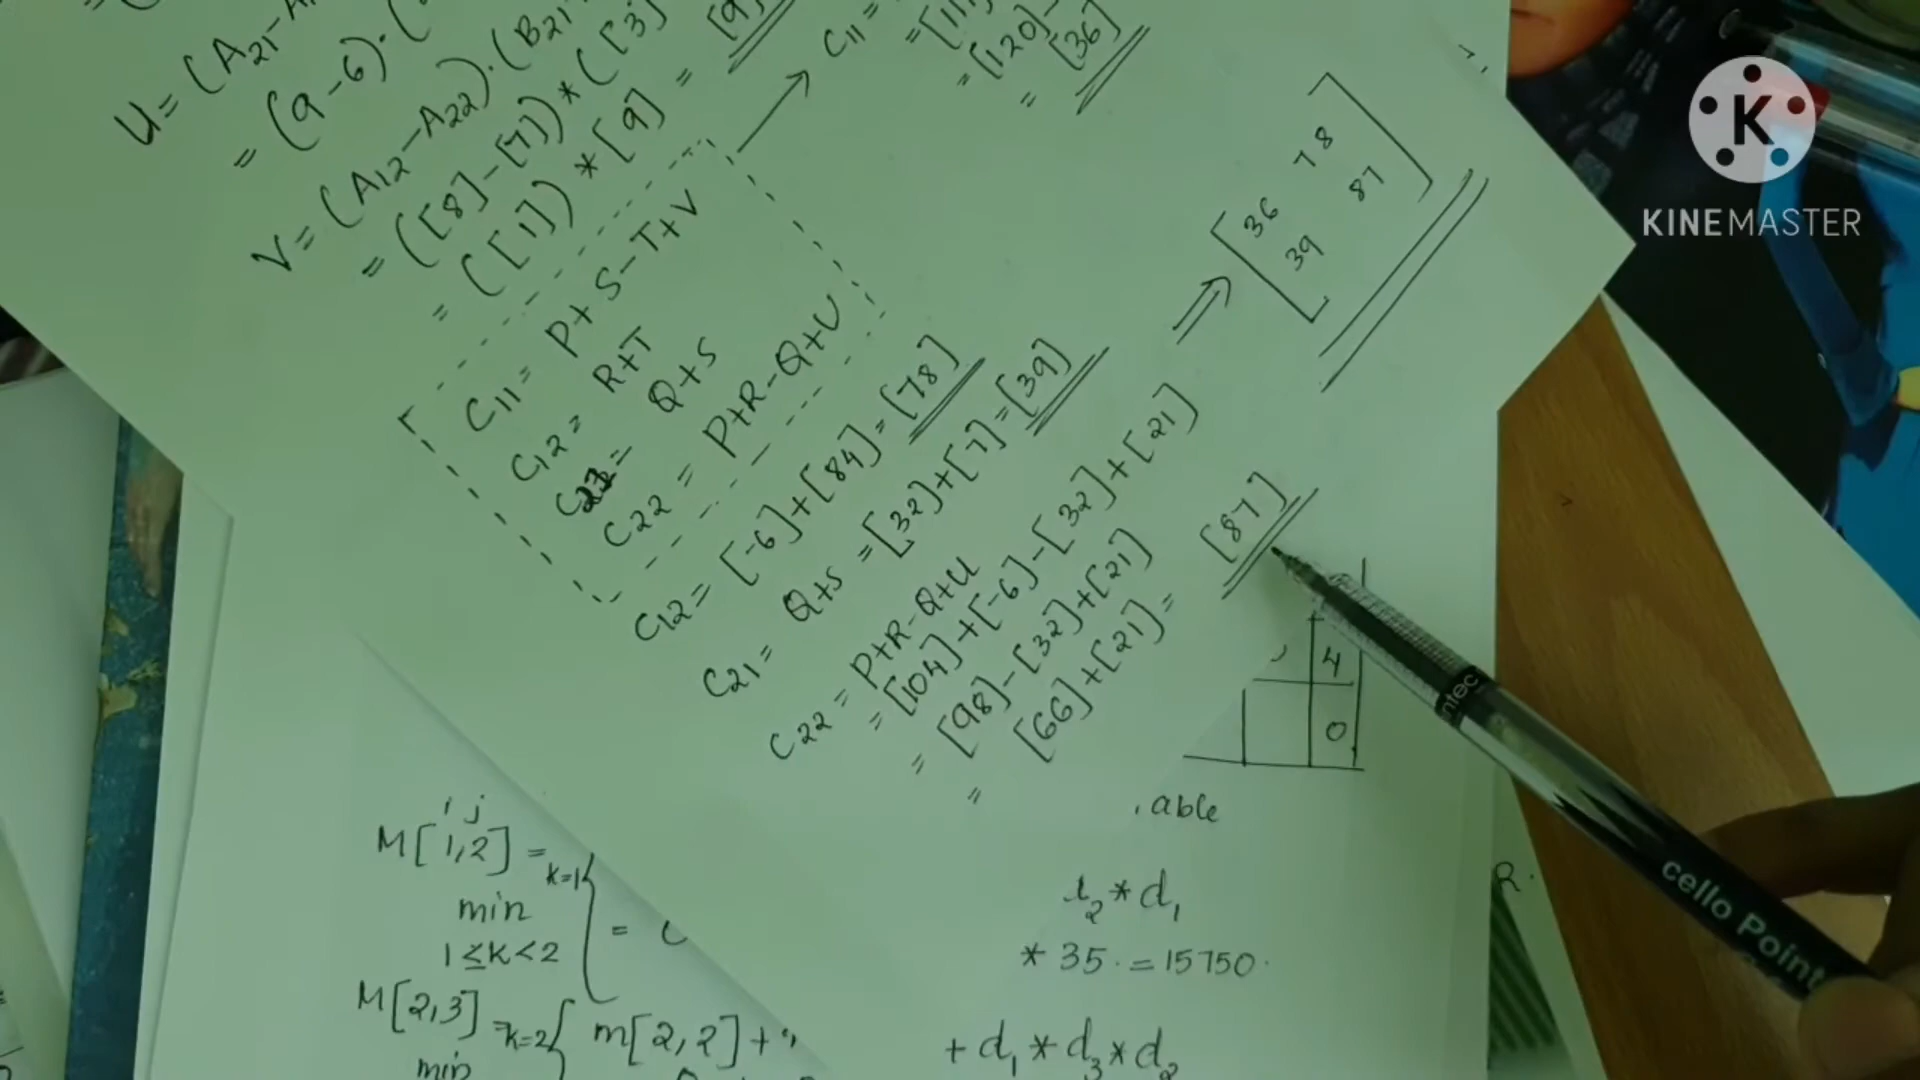 U = (A21-A
= (9-6).(
V = (A12-A22).(B21
= ([8]-[7])*([3]
= ([1])*[9] = [9]
C11 =
= [111]
= [120]-
= [36]
C11 = P+S-T+V
C12 = R+T
C21 = Q+S
C22 = P+R-Q+U
C12 = [-6]+[84] = [78]
C21 = Q+S = [32]+[7] = [39]
C22 = P+R-Q+U
= [104]+[-6]-[32]+[21]
= [98]-[32]+[21]
= [66]+[21] = [87]
⇒ [36 78
39 87]
4
0
able
i j
M[1,2] = k=1{
min
1≤k<2
=
2 * d1
* 35. = 15750.
M[2,3] = k=2{ m[2,2] +
min
+ d1 * d3 * d2
R.
K
KINEMASTER
ntec
cello Point